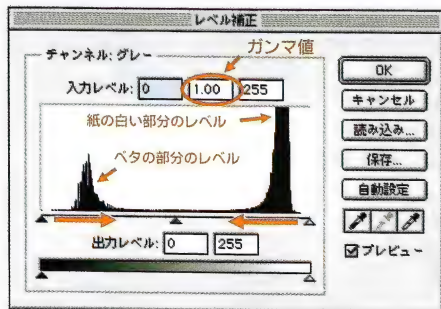 レベル補正
チャンネル: グレー
ガンマ値
入力レベル: 0 1.00 255
紙の白い部分のレベル
ベタの部分のレベル
出力レベル: 0 255
OK
キャンセル
読み込み...
保存...
自動設定
プレビュー